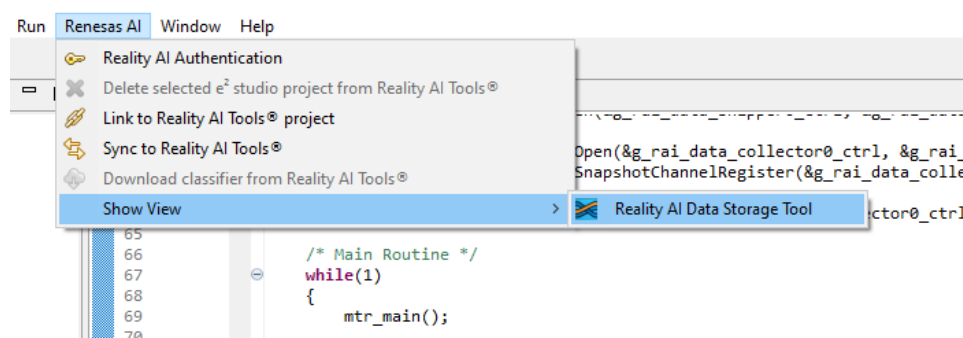 Run Renesas AI Window Help
Reality AI Authentication
Delete selected e² studio project from Reality AI Tools®
Link to Reality AI Tools® project
Sync to Reality AI Tools®
Open(&g_rai_data_collector0_ctrl, &g_rai_
Download classifier from Reality AI Tools®
SnapshotChannelRegister(&g_rai_data_colle
Show View > Reality AI Data Storage Tool
ctor0_ctrl
65
66 /* Main Routine */
67 while(1)
68 {
69 mtr_main();
70